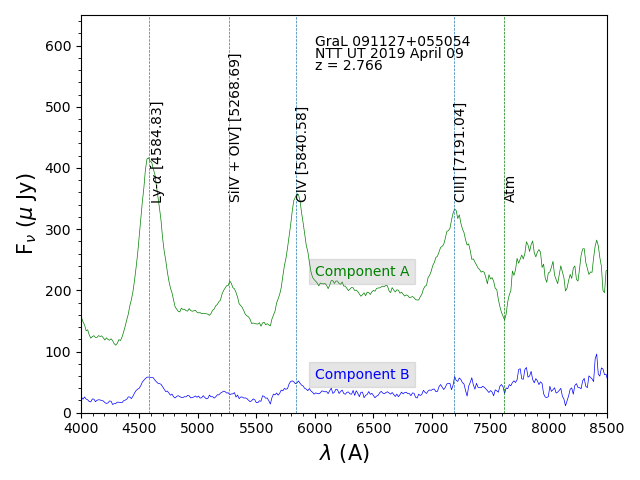 GraL 091127+055054
NTT UT 2019 April 09
z = 2.766
Ly-α [4584.83]
SiIV + OIV] [5268.69]
CIV [5840.58]
CIII] [7191.04]
Atm
Component A
Component B
600
500
400
300
200
100
0
Fν (μ Jy)
4000 4500 5000 5500 6000 6500 7000 7500 8000 8500
λ (A)